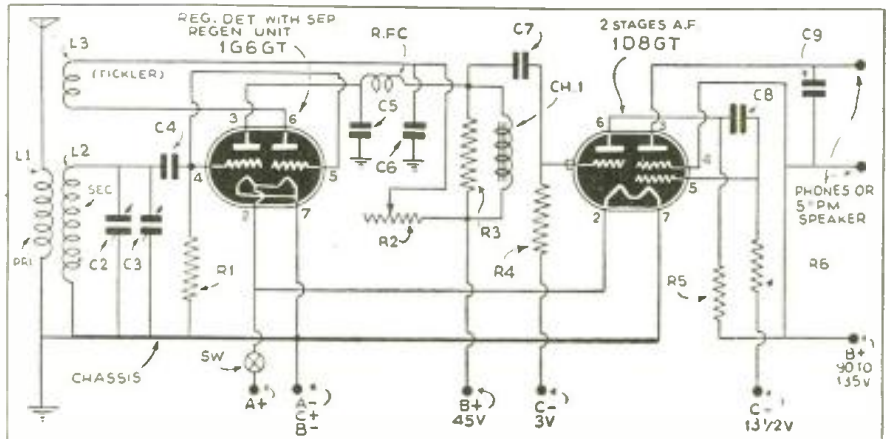 REG. DET WITH SEP
REGEN UNIT
1G6GT
2 STAGES A.F.
1D8GT
L3
(TICKLER)
R.FC
C7
C9
3
6
C5
CH.1
6
3
C8
C4
L1
L2
4
5
C6
5
SEC
2
7
2
7
PHONES OR
5" PM
SPEAKER
R2
R3
PRI
C2
C3
R1
R4
R5
R6
CHASSIS
SW
A+
A-
C+
B-
B+
45V
C-
3V
C-
13 1/2V
B+
90 TO
135V